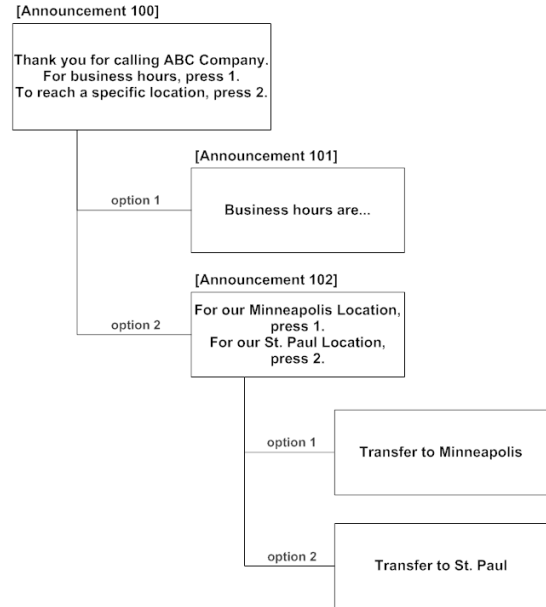 [Announcement 100]
Thank you for calling ABC Company.
For business hours, press 1.
To reach a specific location, press 2.
[Announcement 101]
option 1
Business hours are...
[Announcement 102]
For our Minneapolis Location,
press 1.
For our St. Paul Location,
press 2.
option 2
option 1
Transfer to Minneapolis
option 2
Transfer to St. Paul